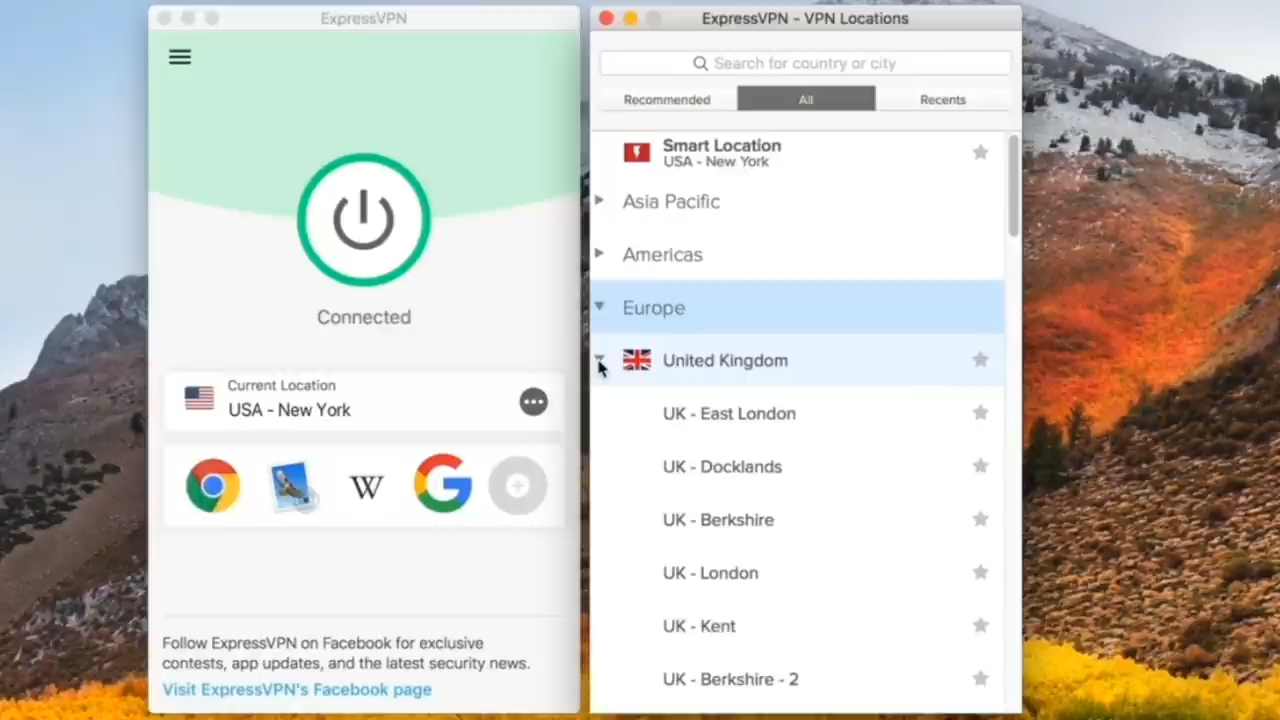 ExpressVPN
Connected
Current Location
USA - New York
W
G
Follow ExpressVPN on Facebook for exclusive
contests, app updates, and the latest security news.
Visit ExpressVPN's Facebook page
ExpressVPN - VPN Locations
Search for country or city
Recommended All Recents
Smart Location
USA - New York
Asia Pacific
Americas
Europe
United Kingdom
UK - East London
UK - Docklands
UK - Berkshire
UK - London
UK - Kent
UK - Berkshire - 2